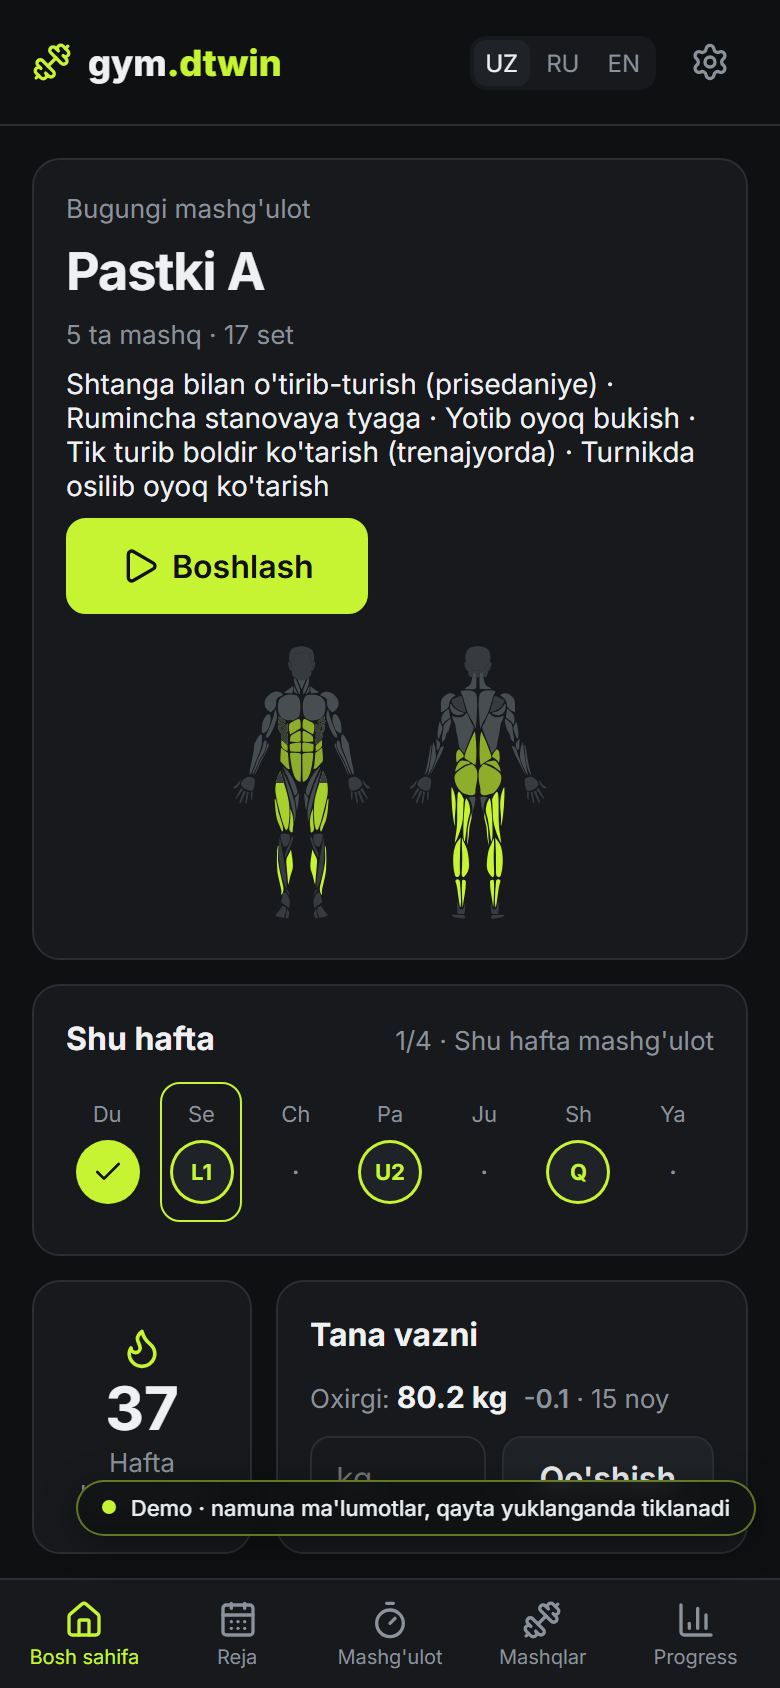 gym.dtwin
UZ RU EN
Bugungi mashg'ulot
Pastki A
5 ta mashq · 17 set
Shtanga bilan o'tirib-turish (prisedaniye) ·
Rumincha stanovaya tyaga · Yotib oyoq bukish ·
Tik turib boldir ko'tarish (trenajyorda) · Turnikda
osilib oyoq ko'tarish
Boshlash
Shu hafta
1/4 · Shu hafta mashg'ulot
Du Se Ch Pa Ju Sh Ya
L1 · U2 · Q ·
37
Hafta
Tana vazni
Oxirgi: 80.2 kg -0.1 · 15 noy
kg
Qo'shish
Demo · namuna ma'lumotlar, qayta yuklanganda tiklanadi
Bosh sahifa
Reja
Mashg'ulot
Mashqlar
Progress